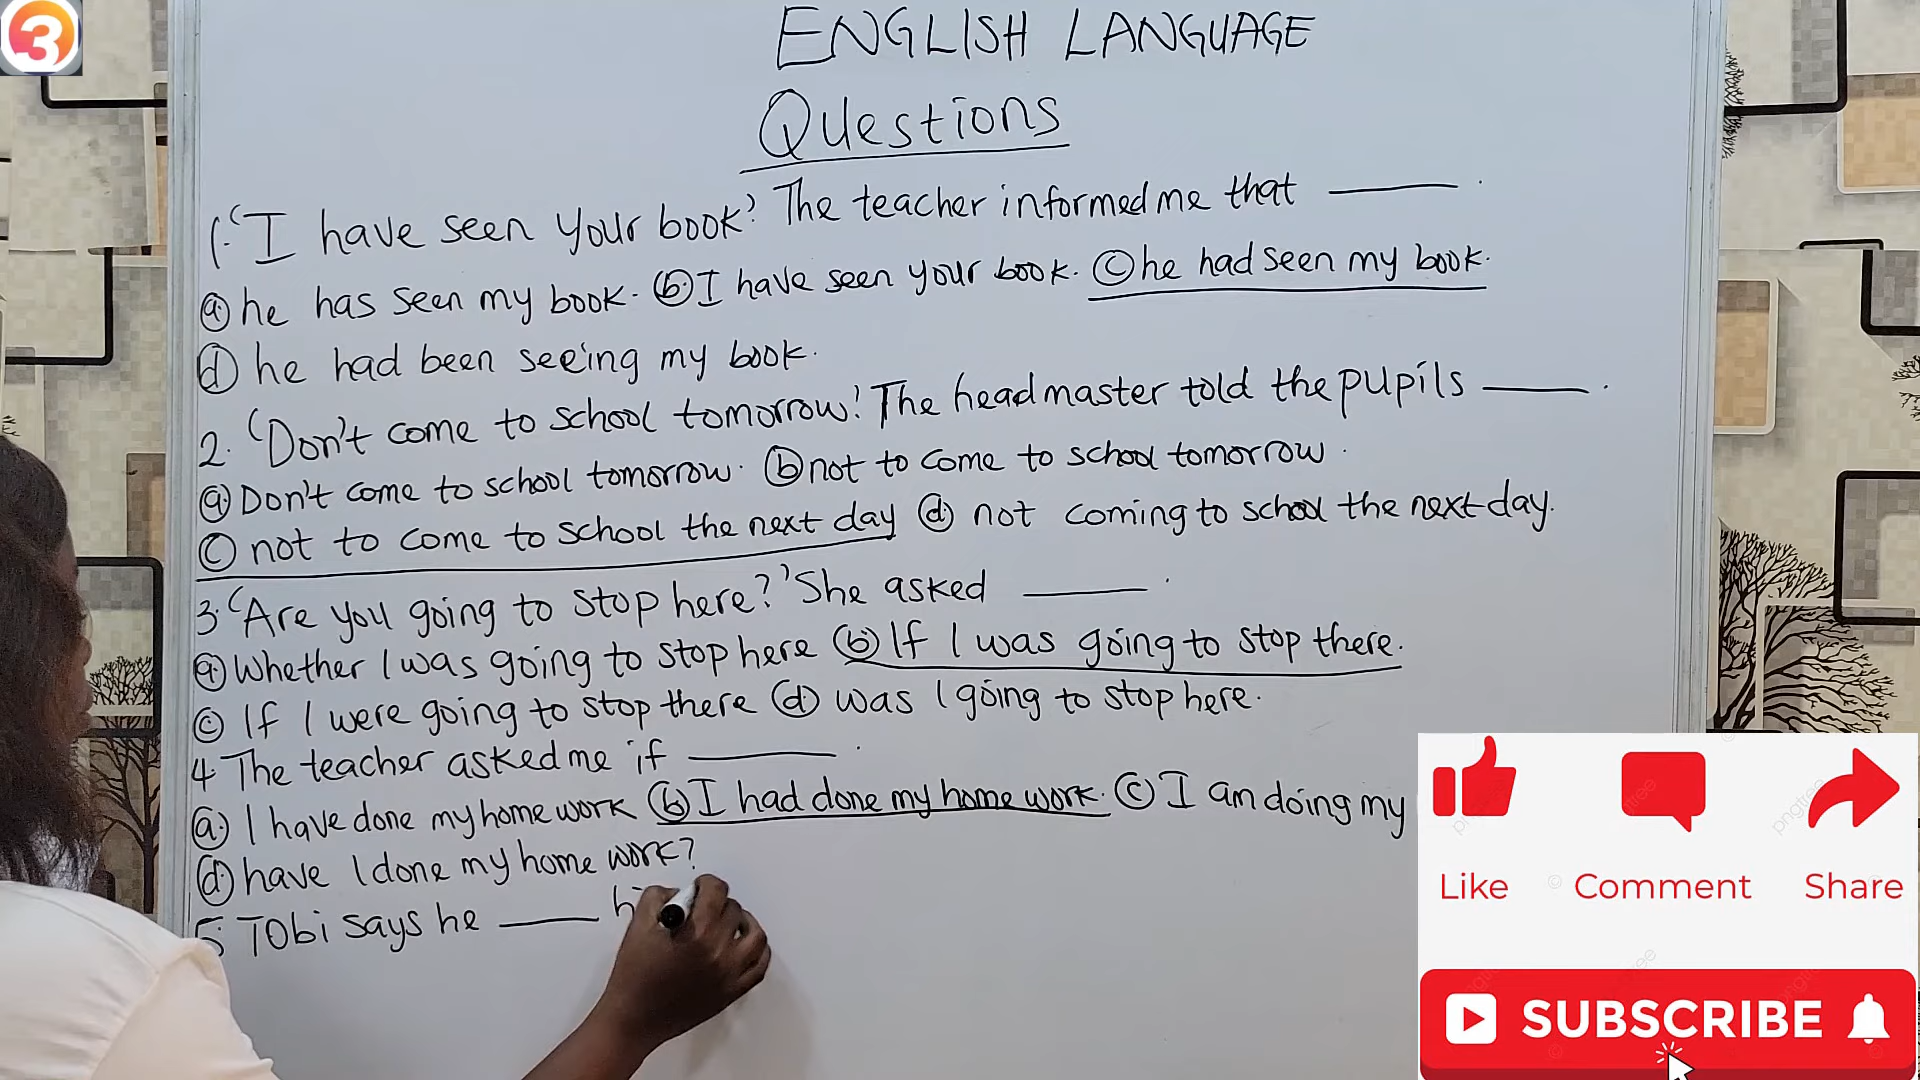 3
ENGLISH LANGUAGE
Questions
1. 'I have seen your book'. The teacher informed me that ______.
(a) he has seen my book. (b) I have seen your book. (c) he had seen my book.
(d) he had been seeing my book.
2. 'Don't come to school tomorrow'. The headmaster told the pupils ______.
(a) Don't come to school tomorrow. (b) not to come to school tomorrow.
(c) not to come to school the next day (d) not coming to school the next day.
3. 'Are you going to stop here?' She asked ______.
(a) Whether I was going to stop here (b) If I was going to stop there.
(c) If I were going to stop there (d) was I going to stop here.
4 The teacher asked me if ______.
(a) I have done my home work (b) I had done my home work. (c) I am doing my
(d) have I done my home work?
5 Tobi says he ______
Like Comment Share
SUBSCRIBE